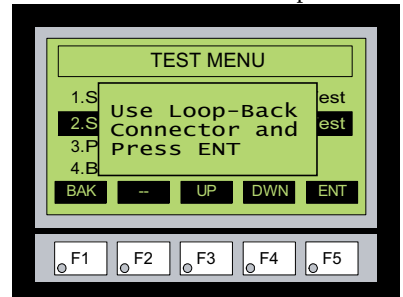 TEST MENU
1.S est
2.S est
3.P
4.B
Use Loop-Back
Connector and
Press ENT
BAK -- UP DWN ENT
F1 F2 F3 F4 F5